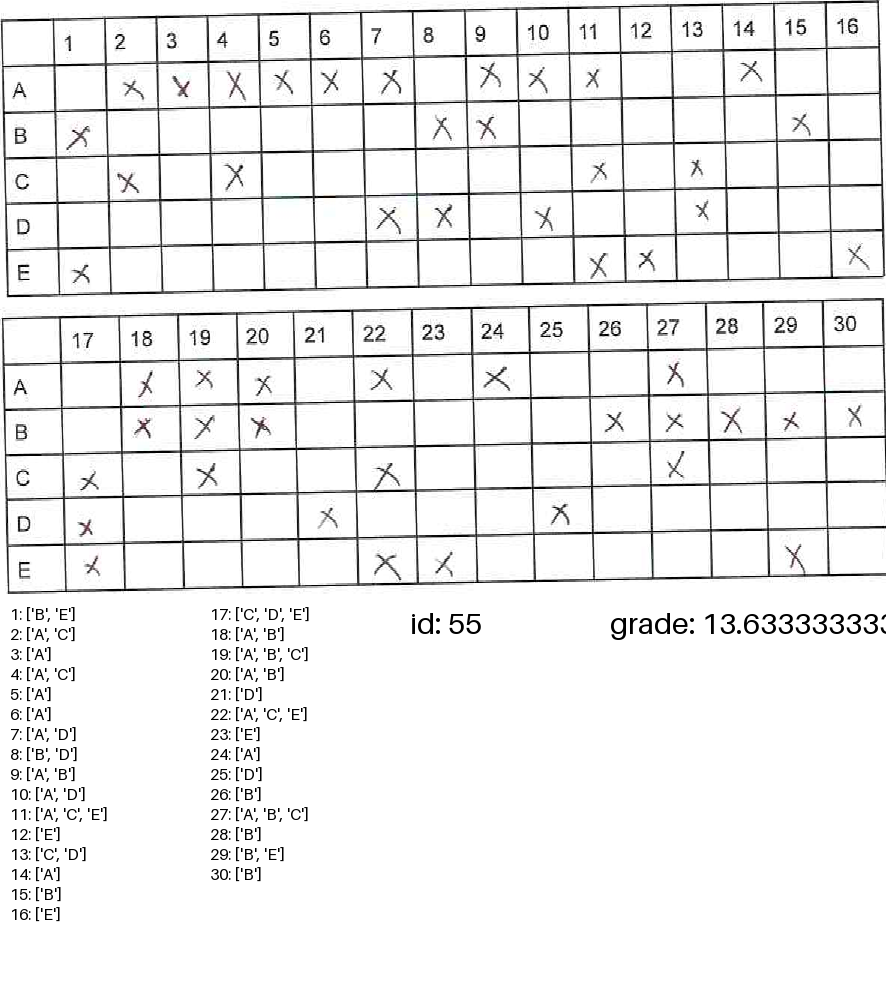 1 2 3 4 5 6 7 8 9 10 11 12 13 14 15 16
A X X X X X X X X X X
B X X X X
C X X X X X
D X X X X
E X X X X
17 18 19 20 21 22 23 24 25 26 27 28 29 30
A X X X X X X
B X X X X X X X X
C X X X X
D X X X
E X X X X
1: ['B', 'E']
2: ['A', 'C']
3: ['A']
4: ['A', 'C']
5: ['A']
6: ['A']
7: ['A', 'D']
8: ['B', 'D']
9: ['A', 'B']
10: ['A', 'D']
11: ['A', 'C', 'E']
12: ['E']
13: ['C', 'D']
14: ['A']
15: ['B']
16: ['E']
17: ['C', 'D', 'E']
18: ['A', 'B']
19: ['A', 'B', 'C']
20: ['A', 'B']
21: ['D']
22: ['A', 'C', 'E']
23: ['E']
24: ['A']
25: ['D']
26: ['B']
27: ['A', 'B', 'C']
28: ['B']
29: ['B', 'E']
30: ['B']
id: 55
grade: 13.633333333